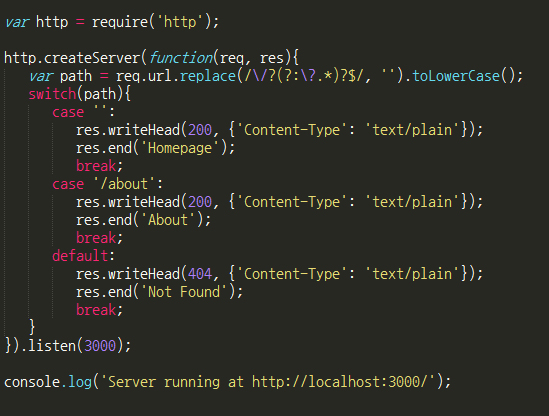 var http = require('http');
http.createServer(function(req, res){
var path = req.url.replace(/\/?(?:\?.*)?$/, '').toLowerCase();
switch(path){
case '':
res.writeHead(200, {'Content-Type': 'text/plain'});
res.end('Homepage');
break;
case '/about':
res.writeHead(200, {'Content-Type': 'text/plain'});
res.end('About');
break;
default:
res.writeHead(404, {'Content-Type': 'text/plain'});
res.end('Not Found');
break;
}
}).listen(3000);
console.log('Server running at http://localhost:3000/');